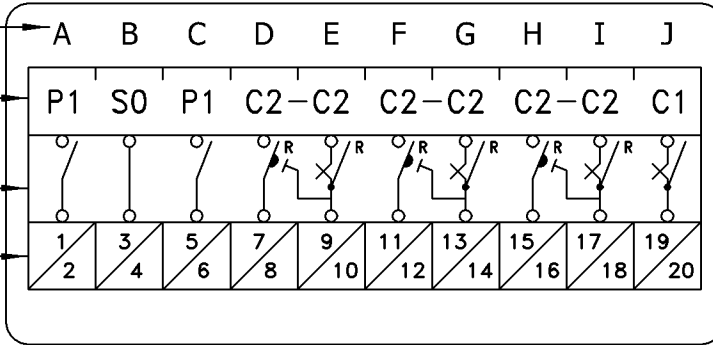 A B C D E F G H I J
P1 S0 P1 C2-C2 C2-C2 C2-C2 C1
R R R R R R
1 3 5 7 9 11 13 15 17 19
2 4 6 8 10 12 14 16 18 20